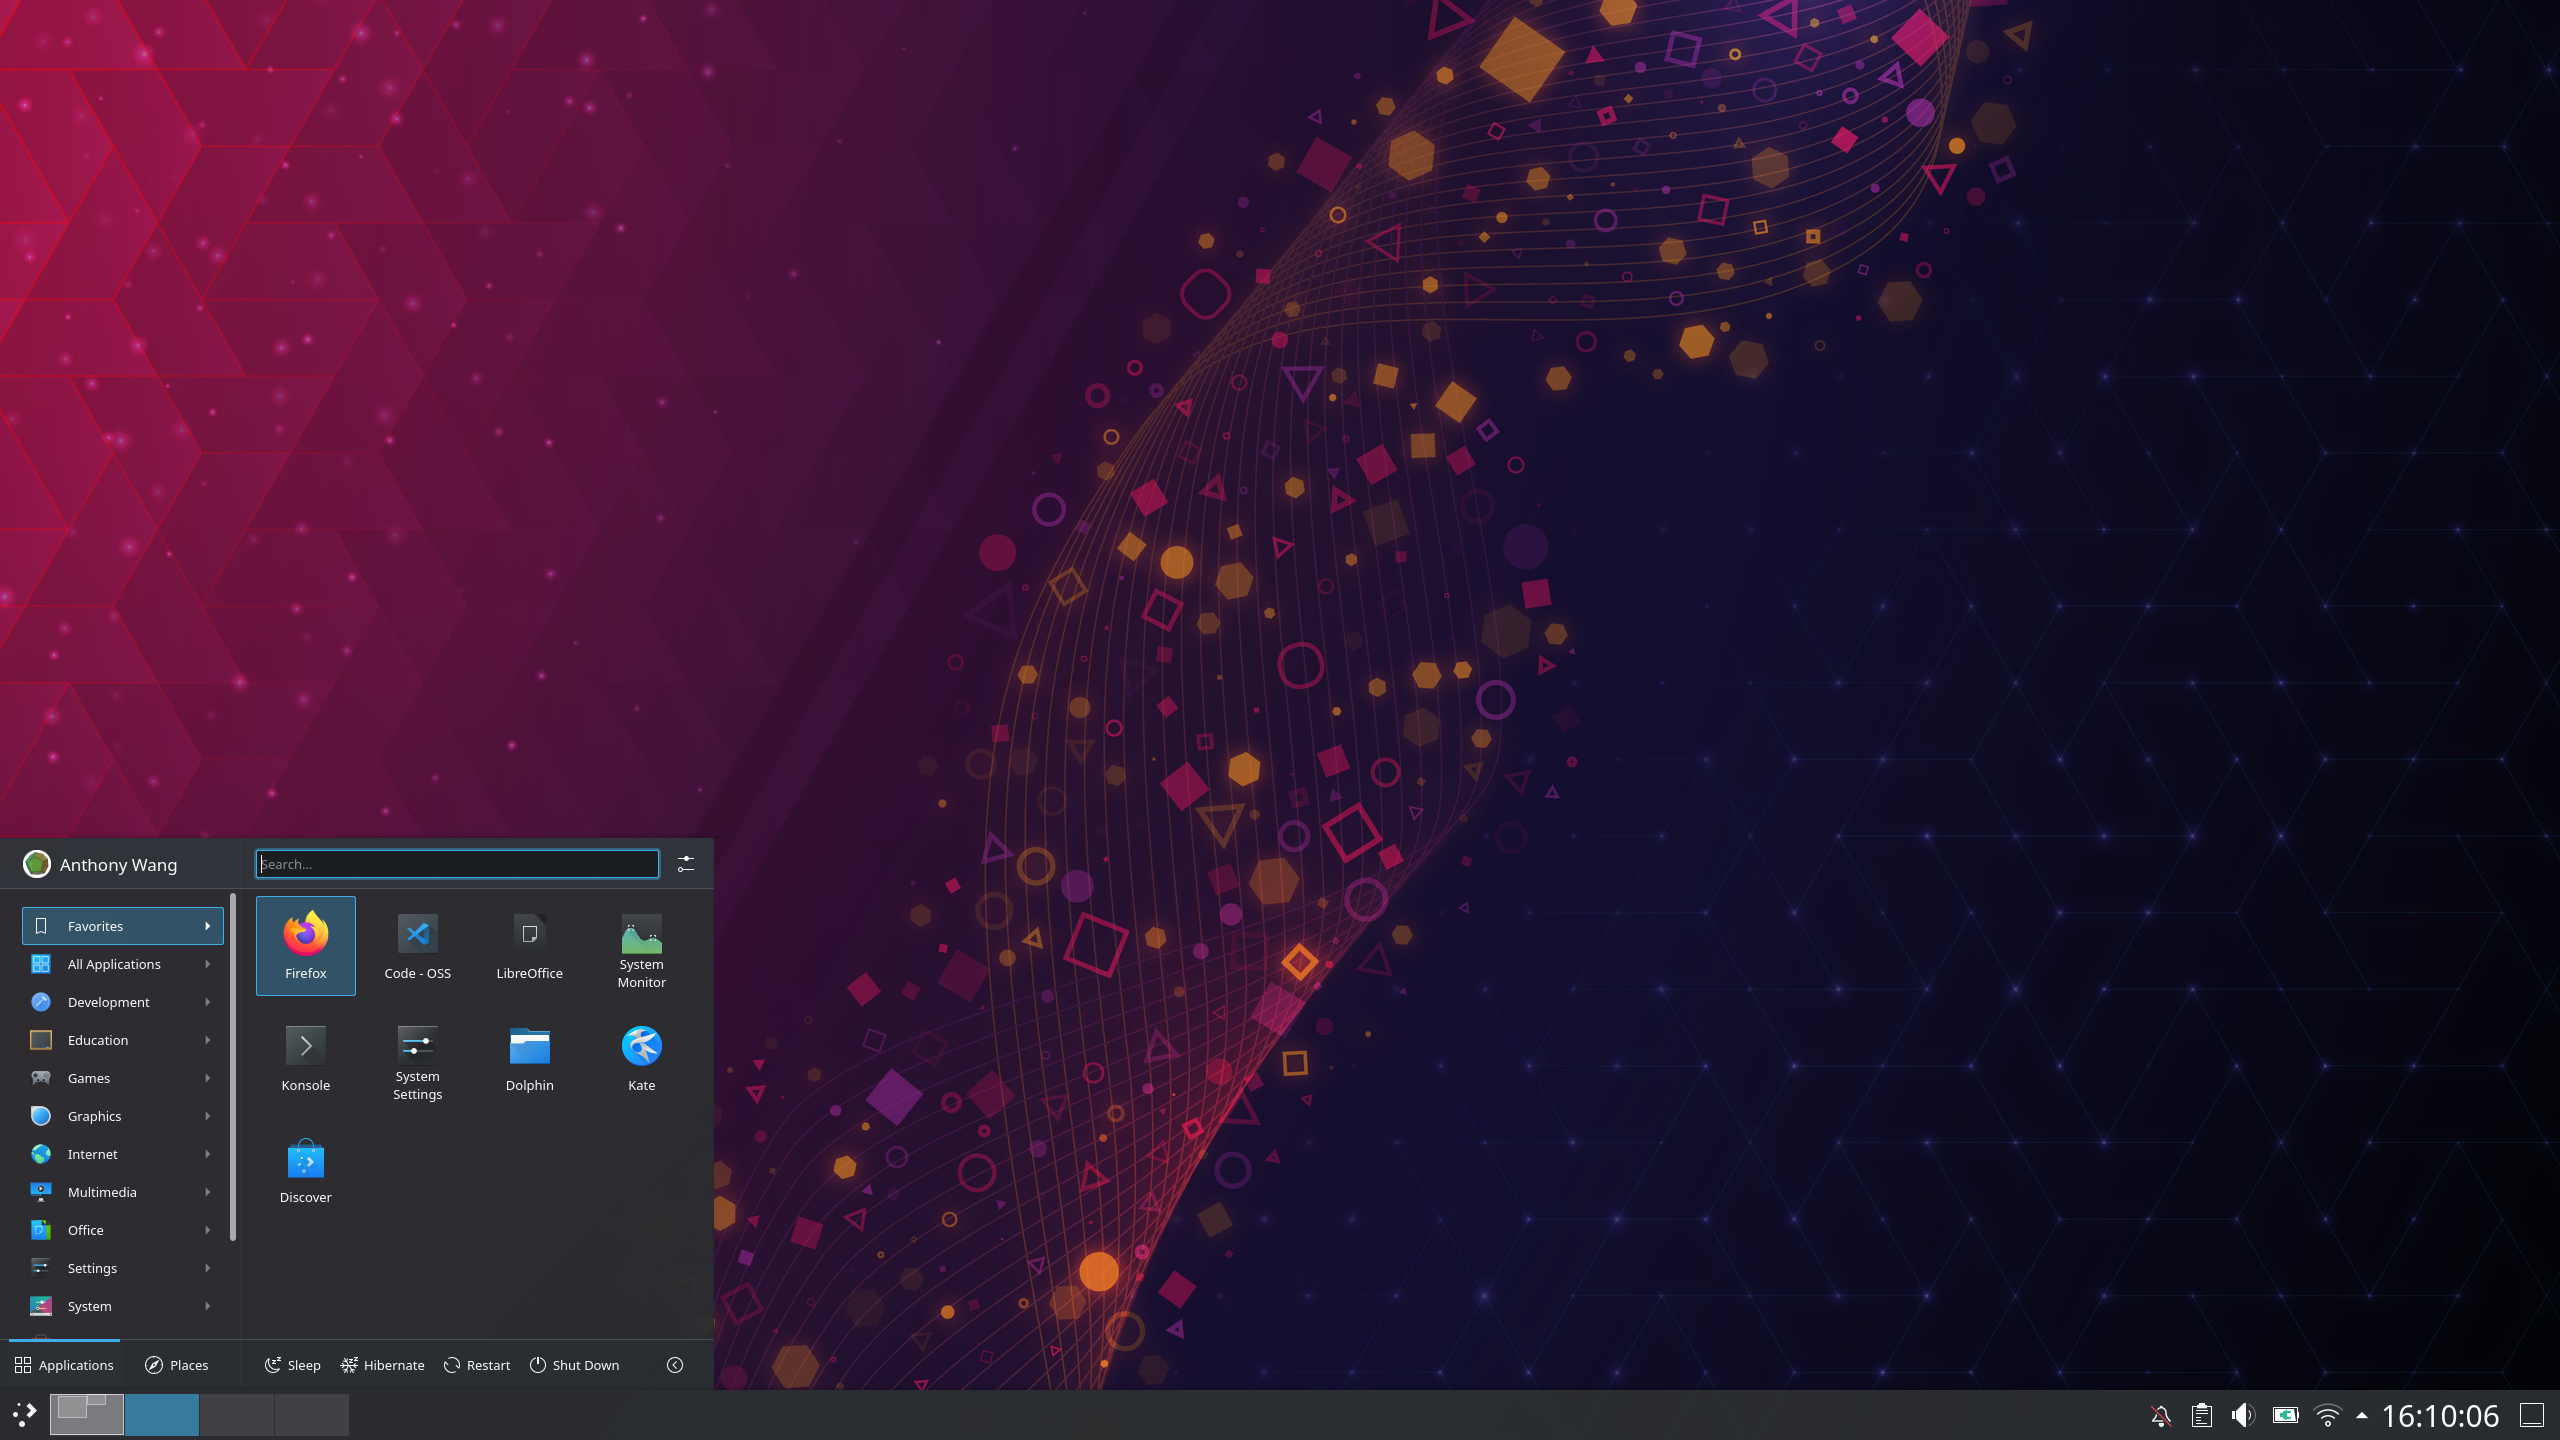 Anthony Wang
Search...
Favorites
All Applications
Development
Education
Games
Graphics
Internet
Multimedia
Office
Settings
System
Firefox
Code - OSS
LibreOffice
System
Monitor
Konsole
System
Settings
Dolphin
Kate
Discover
Applications
Places
Sleep
Hibernate
Restart
Shut Down
16:10:06